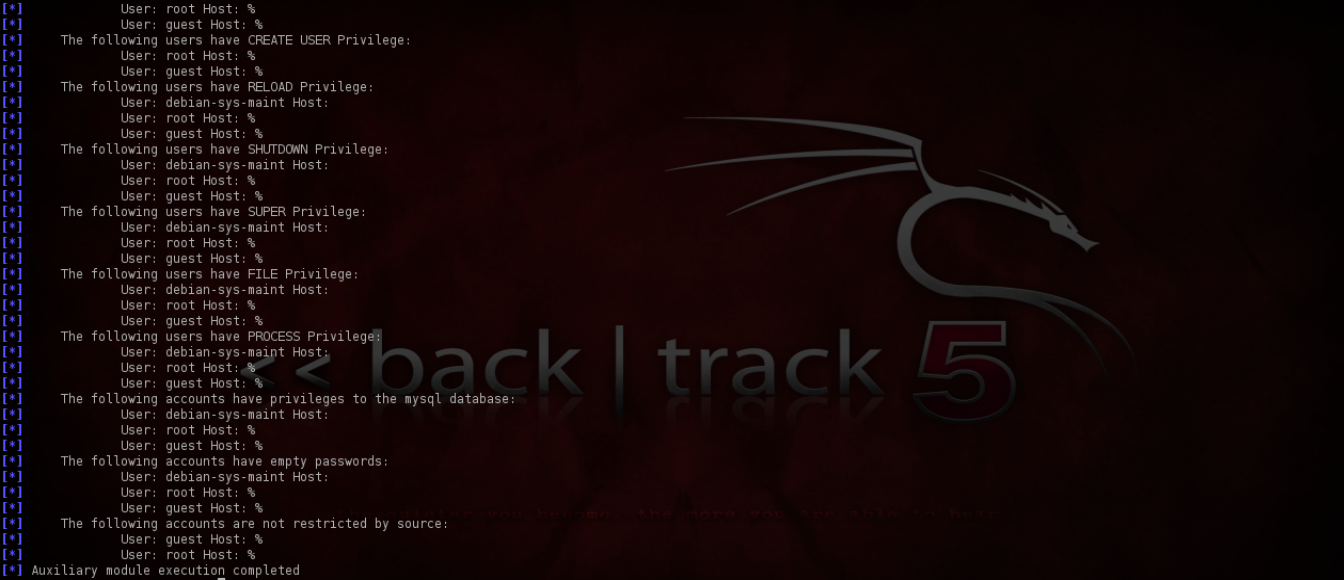 [*] User: root Host: %
[*] User: guest Host: %
[*] The following users have CREATE USER Privilege:
[*] User: root Host: %
[*] User: guest Host: %
[*] The following users have RELOAD Privilege:
[*] User: debian-sys-maint Host:
[*] User: root Host: %
[*] User: guest Host: %
[*] The following users have SHUTDOWN Privilege:
[*] User: debian-sys-maint Host:
[*] User: root Host: %
[*] User: guest Host: %
[*] The following users have SUPER Privilege:
[*] User: debian-sys-maint Host:
[*] User: root Host: %
[*] User: guest Host: %
[*] The following users have FILE Privilege:
[*] User: debian-sys-maint Host:
[*] User: root Host: %
[*] User: guest Host: %
[*] The following users have PROCESS Privilege:
[*] User: debian-sys-maint Host:
[*] User: root Host: %
[*] User: guest Host: %
[*] The following accounts have privileges to the mysql database:
[*] User: debian-sys-maint Host:
[*] User: root Host: %
[*] User: guest Host: %
[*] The following accounts have empty passwords:
[*] User: debian-sys-maint Host:
[*] User: root Host: %
[*] User: guest Host: %
[*] The following accounts are not restricted by source:
[*] User: guest Host: %
[*] User: root Host: %
[*] Auxiliary module execution completed
<< back | track 5
you become, the more you are able to hear